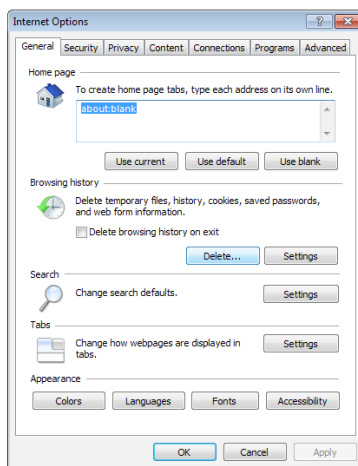 Internet Options
General Security Privacy Content Connections Programs Advanced
Home page
To create home page tabs, type each address on its own line.
about:blank
Use current Use default Use blank
Browsing history
Delete temporary files, history, cookies, saved passwords,
and web form information.
Delete browsing history on exit
Delete... Settings
Search
Change search defaults. Settings
Tabs
Change how webpages are displayed in
tabs. Settings
Appearance
Colors Languages Fonts Accessibility
OK Cancel Apply